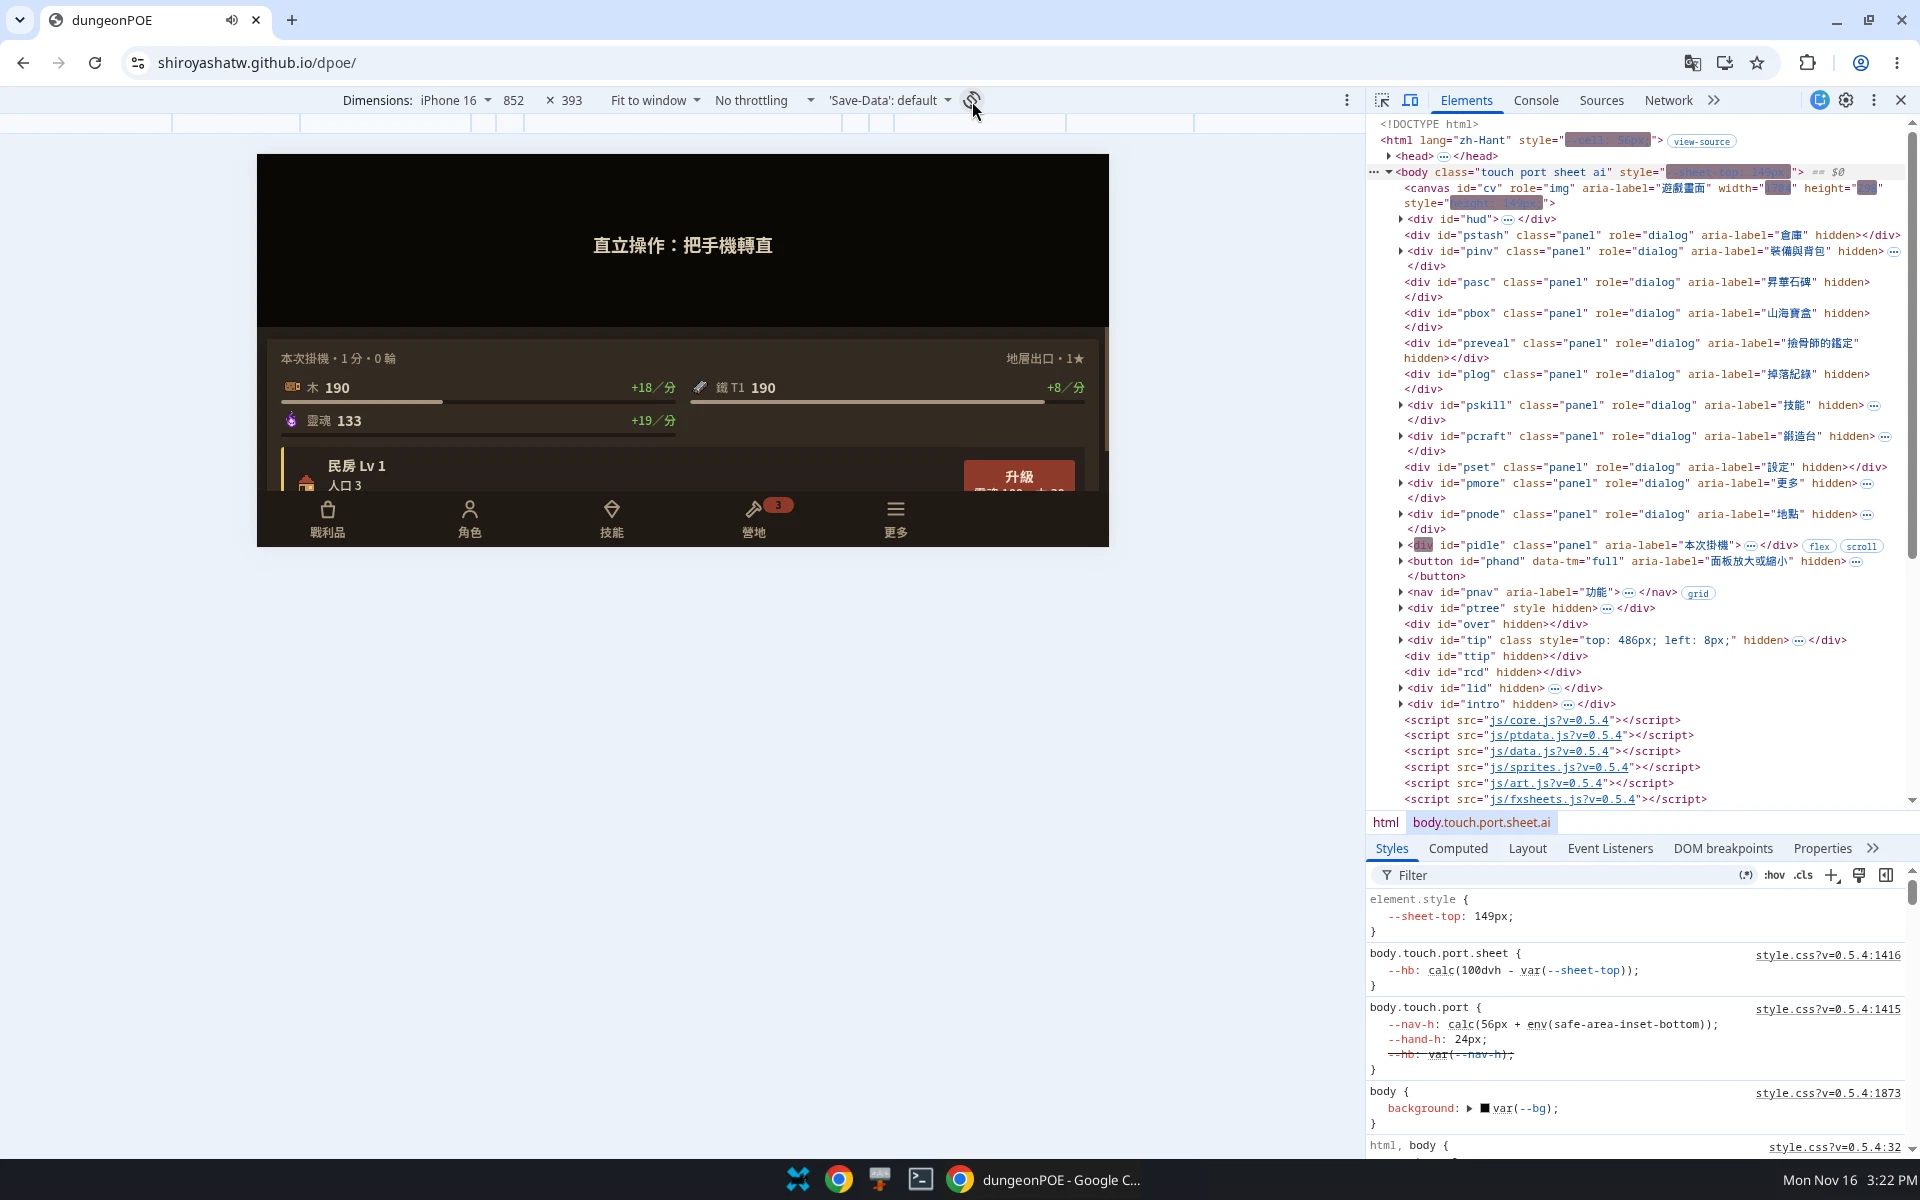 dungeonPOE
shiroyashatw.github.io/dpoe/
Dimensions: iPhone 16 852 × 393 Fit to window No throttling 'Save-Data': default
Elements Console Sources Network
直立操作：把手機轉直
本次掛機・1 分・0 輪 地層出口・1★
木 190 +18／分 鐵 T1 190 +8／分
靈魂 133 +19／分
民房 Lv 1
人口 3
升級
3
戰利品 角色 技能 營地 更多
<!DOCTYPE html>
<html lang="zh-Hant" style="--cell: 56px;"> view-source
<head> </head>
<body class="touch port sheet ai" style="--sheet-top: 149px;"> == $0
<canvas id="cv" role="img" aria-label="遊戲畫面" width="1704" height="298"
style="height: 149px;">
<div id="hud"> </div>
<div id="pstash" class="panel" role="dialog" aria-label="倉庫" hidden></div>
<div id="pinv" class="panel" role="dialog" aria-label="裝備與背包" hidden>
</div>
<div id="pasc" class="panel" role="dialog" aria-label="昇華石碑" hidden>
</div>
<div id="pbox" class="panel" role="dialog" aria-label="山海寶盒" hidden>
</div>
<div id="preveal" class="panel" role="dialog" aria-label="撿骨師的鑑定"
hidden></div>
<div id="plog" class="panel" role="dialog" aria-label="掉落紀錄" hidden>
</div>
<div id="pskill" class="panel" role="dialog" aria-label="技能" hidden>
</div>
<div id="pcraft" class="panel" role="dialog" aria-label="鍛造台" hidden>
</div>
<div id="pset" class="panel" role="dialog" aria-label="設定" hidden></div>
<div id="pmore" class="panel" role="dialog" aria-label="更多" hidden>
</div>
<div id="pnode" class="panel" role="dialog" aria-label="地點" hidden>
</div>
<div id="pidle" class="panel" aria-label="本次掛機"> </div> flex scroll
<button id="phand" data-tm="full" aria-label="面板放大或縮小" hidden>
</button>
<nav id="pnav" aria-label="功能"> </nav> grid
<div id="ptree" style hidden> </div>
<div id="over" hidden></div>
<div id="tip" class style="top: 486px; left: 8px;" hidden> </div>
<div id="ttip" hidden></div>
<div id="rcd" hidden></div>
<div id="lid" hidden> </div>
<div id="intro" hidden> </div>
<script src="js/core.js?v=0.5.4"></script>
<script src="js/ptdata.js?v=0.5.4"></script>
<script src="js/data.js?v=0.5.4"></script>
<script src="js/sprites.js?v=0.5.4"></script>
<script src="js/art.js?v=0.5.4"></script>
<script src="js/fxsheets.js?v=0.5.4"></script>
html body.touch.port.sheet.ai
Styles Computed Layout Event Listeners DOM breakpoints Properties
Filter :hov .cls
element.style {
--sheet-top: 149px;
}
body.touch.port.sheet { style.css?v=0.5.4:1416
--hb: calc(100dvh - var(--sheet-top));
}
body.touch.port { style.css?v=0.5.4:1415
--nav-h: calc(56px + env(safe-area-inset-bottom));
--hand-h: 24px;
--hb: var(--nav-h);
}
body { style.css?v=0.5.4:1873
background: var(--bg);
}
html, body { style.css?v=0.5.4:32
dungeonPOE - Google C...
Mon Nov 16 3:22 PM